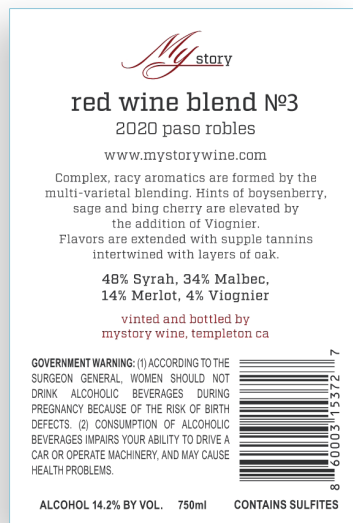 My story
red wine blend №3
2020 paso robles
www.mystorywine.com
Complex, racy aromatics are formed by the
multi-varietal blending. Hints of boysenberry,
sage and bing cherry are elevated by
the addition of Viognier.
Flavors are extended with supple tannins
intertwined with layers of oak.
48% Syrah, 34% Malbec,
14% Merlot, 4% Viognier
vinted and bottled by
mystory wine, templeton ca
GOVERNMENT WARNING: (1) ACCORDING TO THE
SURGEON GENERAL, WOMEN SHOULD NOT
DRINK ALCOHOLIC BEVERAGES DURING
PREGNANCY BECAUSE OF THE RISK OF BIRTH
DEFECTS. (2) CONSUMPTION OF ALCOHOLIC
BEVERAGES IMPAIRS YOUR ABILITY TO DRIVE A
CAR OR OPERATE MACHINERY, AND MAY CAUSE
HEALTH PROBLEMS.
8 60003 15372 7
ALCOHOL 14.2% BY VOL. 750ml CONTAINS SULFITES